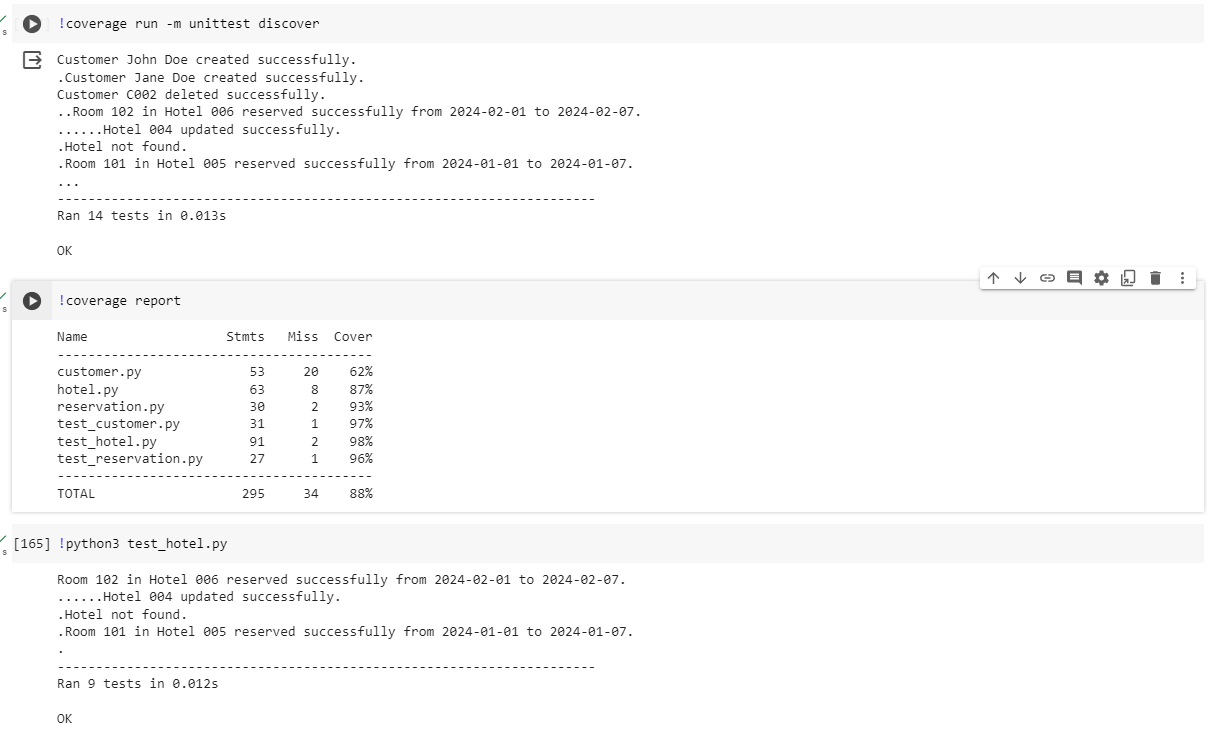 !coverage run -m unittest discover
s
Customer John Doe created successfully.
.Customer Jane Doe created successfully.
Customer C002 deleted successfully.
..Room 102 in Hotel 006 reserved successfully from 2024-02-01 to 2024-02-07.
......Hotel 004 updated successfully.
.Hotel not found.
.Room 101 in Hotel 005 reserved successfully from 2024-01-01 to 2024-01-07.
...
----------------------------------------------------------------------
Ran 14 tests in 0.013s
OK
!coverage report
s
Name                  Stmts   Miss  Cover
-----------------------------------------
customer.py              53     20    62%
hotel.py                 63      8    87%
reservation.py           30      2    93%
test_customer.py         31      1    97%
test_hotel.py            91      2    98%
test_reservation.py      27      1    96%
-----------------------------------------
TOTAL                   295     34    88%
[165] !python3 test_hotel.py
s
Room 102 in Hotel 006 reserved successfully from 2024-02-01 to 2024-02-07.
......Hotel 004 updated successfully.
.Hotel not found.
.Room 101 in Hotel 005 reserved successfully from 2024-01-01 to 2024-01-07.
.
----------------------------------------------------------------------
Ran 9 tests in 0.012s
OK